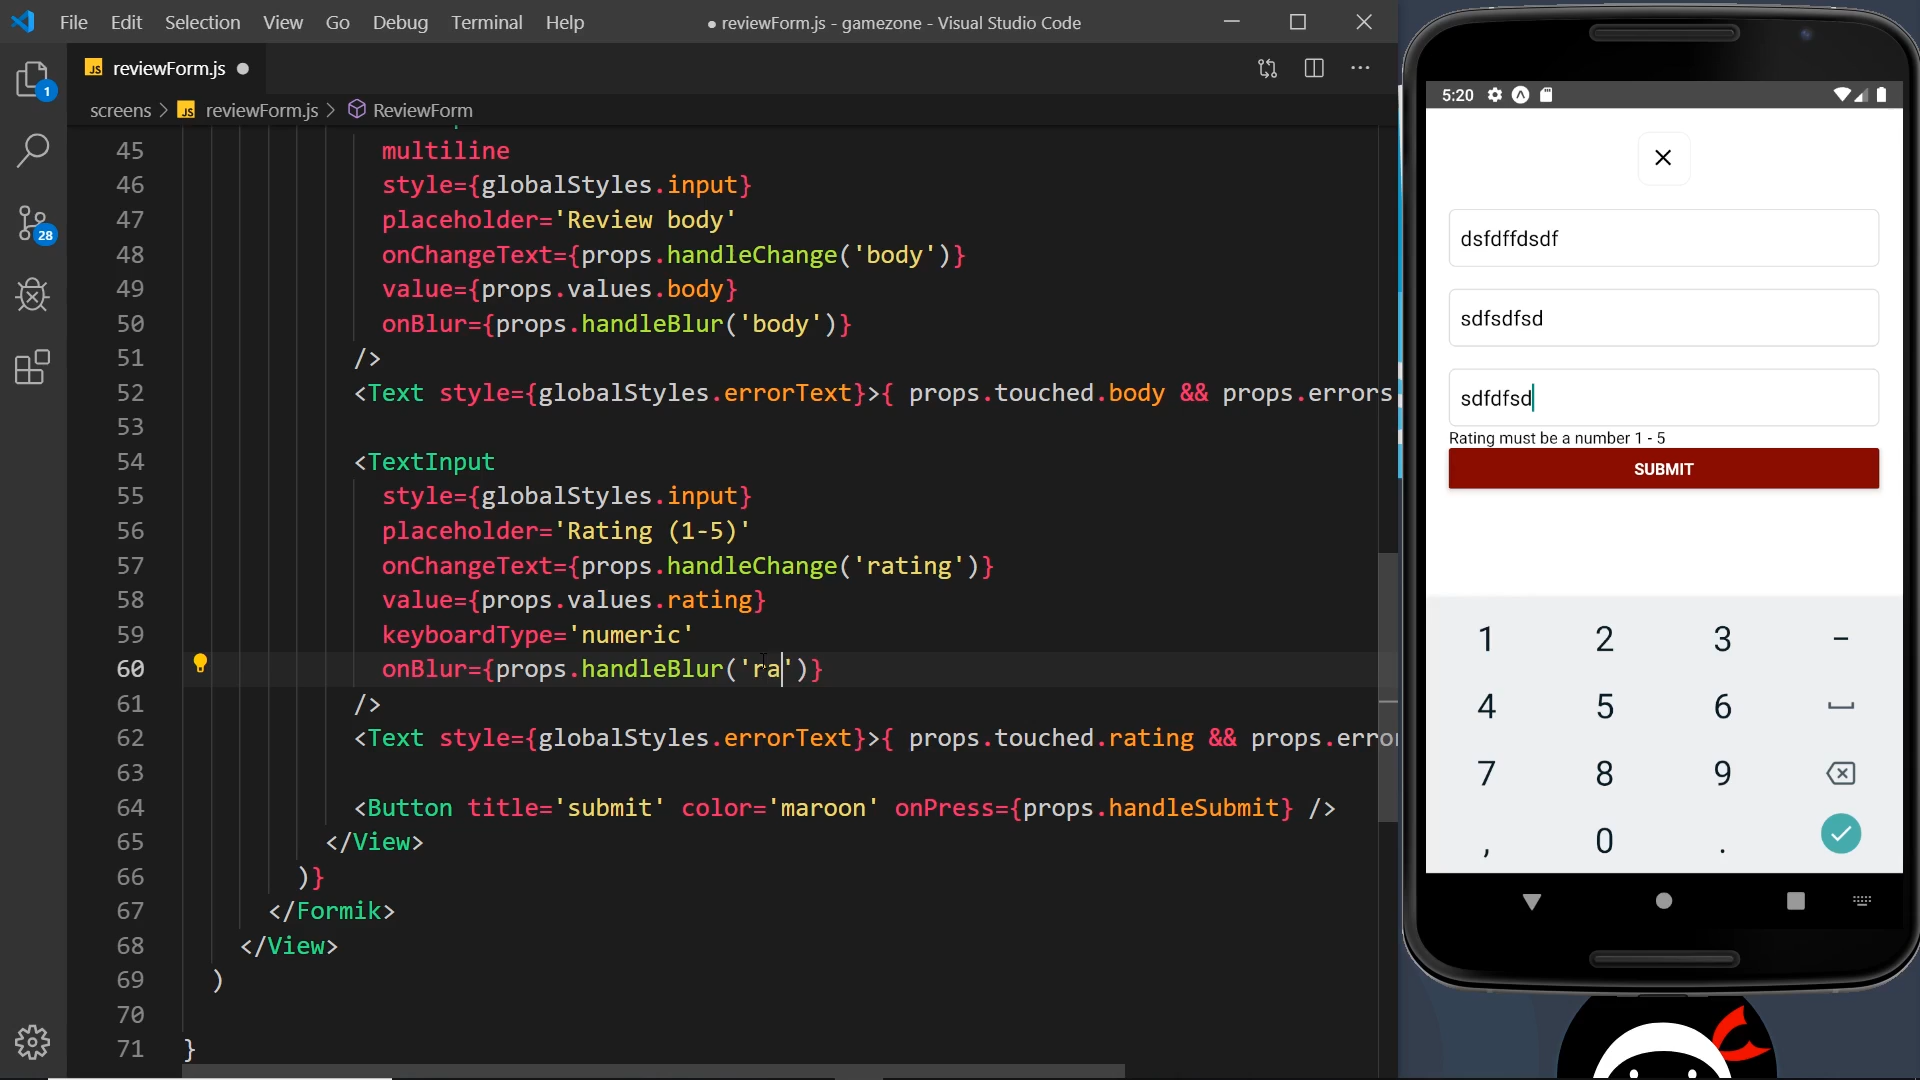 File Edit Selection View Go Debug Terminal Help ● reviewForm.js - gamezone - Visual Studio Code
JS reviewForm.js ●
1
screens > JS reviewForm.js > ReviewForm
45 multiline
46 style={globalStyles.input}
47 placeholder='Review body'
48 onChangeText={props.handleChange('body')}
49 value={props.values.body}
50 onBlur={props.handleBlur('body')}
51 />
52 <Text style={globalStyles.errorText}>{ props.touched.body && props.errors
53
54 <TextInput
55 style={globalStyles.input}
56 placeholder='Rating (1-5)'
57 onChangeText={props.handleChange('rating')}
58 value={props.values.rating}
59 keyboardType='numeric'
60 onBlur={props.handleBlur('ra')}
61 />
62 <Text style={globalStyles.errorText}>{ props.touched.rating && props.erro
63
64 <Button title='submit' color='maroon' onPress={props.handleSubmit} />
65 </View>
66 )}
67 </Formik>
68 </View>
69 )
70
71 }
28
5:20
dsfdffdsdf
sdfsdfsd
sdfdfsd
Rating must be a number 1 - 5
SUBMIT
1 2 3 -
4 5 6
7 8 9
, 0 .